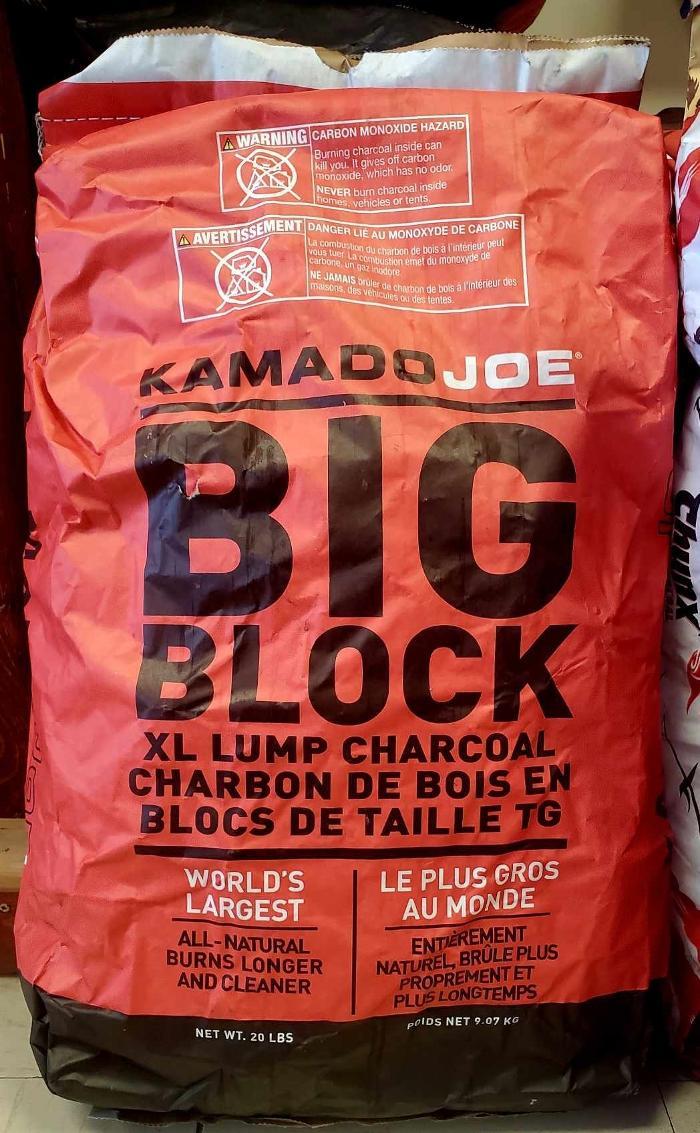 WARNING
CARBON MONOXIDE HAZARD
Burning charcoal inside can
kill you. It gives off carbon
monoxide, which has no odor.
NEVER burn charcoal inside
homes, vehicles or tents.
AVERTISSEMENT
DANGER LIÉ AU MONOXYDE DE CARBONE
La combustion du charbon de bois à l'intérieur peut
vous tuer. La combustion émet du monoxyde de
carbone, un gaz inodore.
NE JAMAIS brûler de charbon de bois à l'intérieur des
maisons, des véhicules ou des tentes.
KAMADOJOE®
BIG
BLOCK
XL LUMP CHARCOAL
CHARBON DE BOIS EN
BLOCS DE TAILLE TG
WORLD'S
LARGEST
ALL-NATURAL
BURNS LONGER
AND CLEANER
LE PLUS GROS
AU MONDE
ENTIÈREMENT
NATUREL, BRÛLE PLUS
PROPREMENT ET
PLUS LONGTEMPS
NET WT. 20 LBS
POIDS NET 9.07 KG